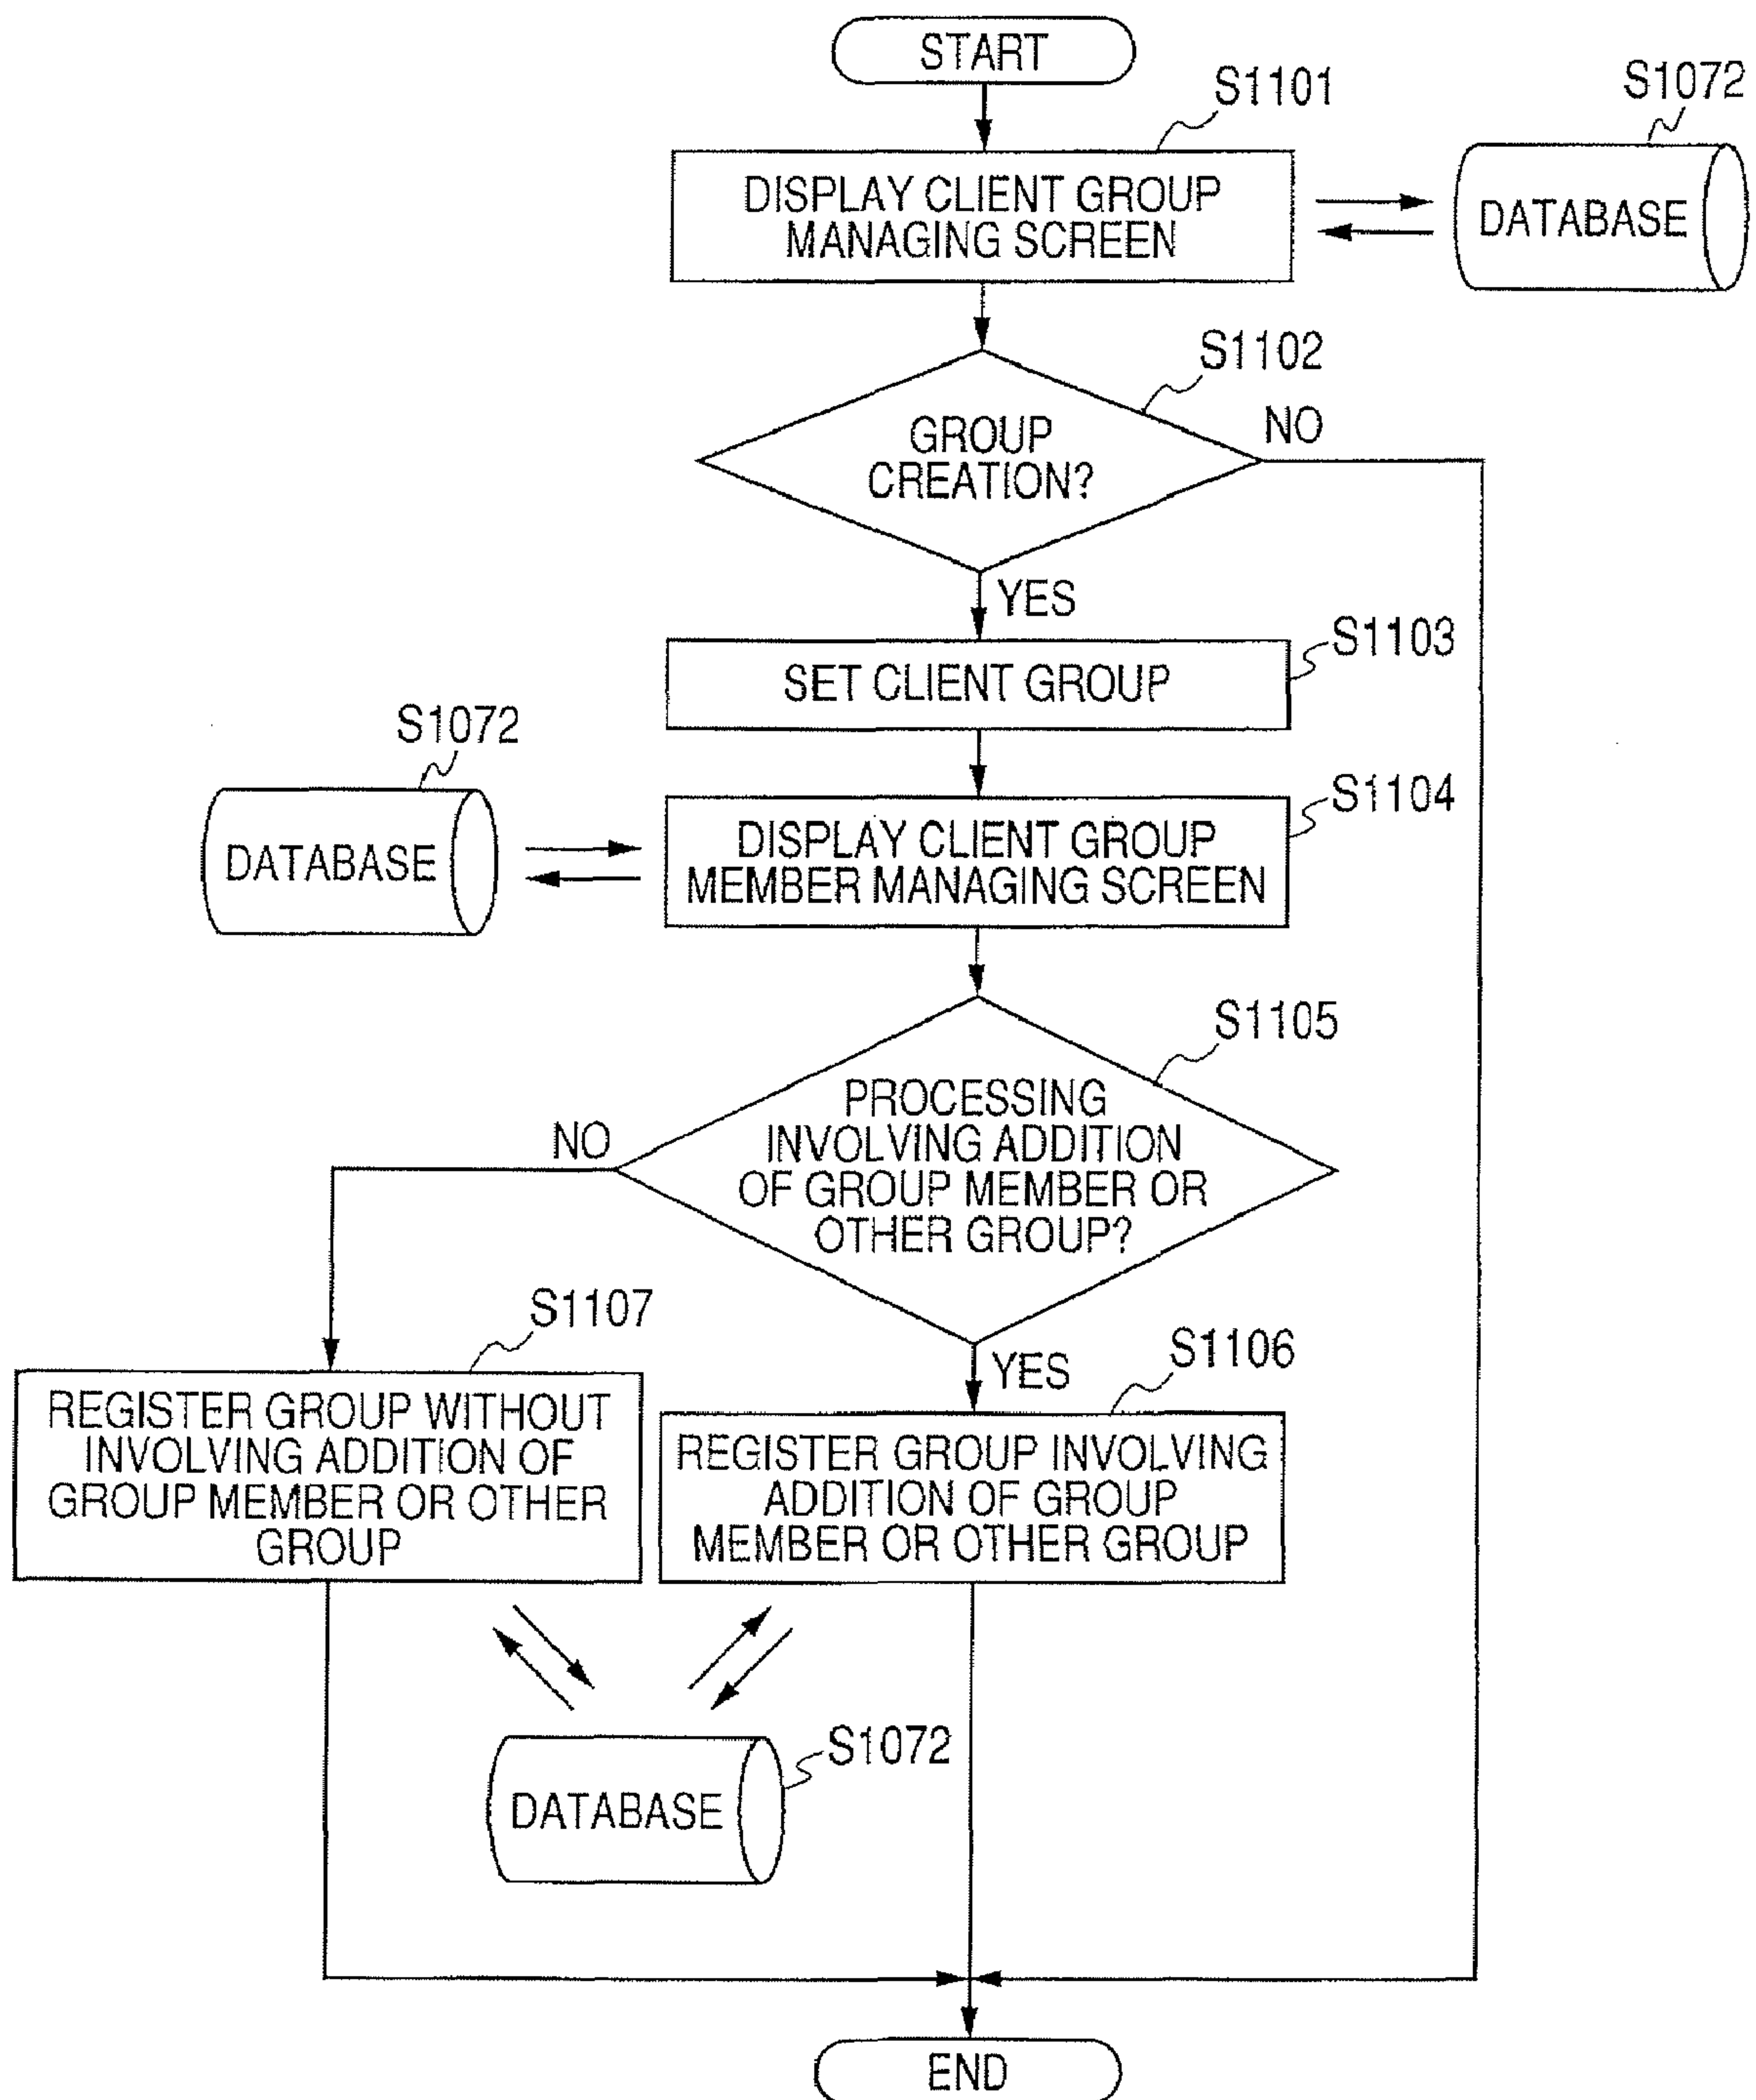 START
S1101
S1072
DISPLAY CLIENT GROUP
MANAGING SCREEN
DATABASE
S1102
GROUP
CREATION?
NO
YES
S1103
SET CLIENT GROUP
S1072
S1104
DATABASE
DISPLAY CLIENT GROUP
MEMBER MANAGING SCREEN
S1105
PROCESSING
INVOLVING ADDITION
OF GROUP MEMBER OR
OTHER GROUP?
NO
YES
S1107
S1106
REGISTER GROUP WITHOUT
INVOLVING ADDITION OF
GROUP MEMBER OR OTHER
GROUP
REGISTER GROUP INVOLVING
ADDITION OF GROUP
MEMBER OR OTHER GROUP
S1072
DATABASE
END